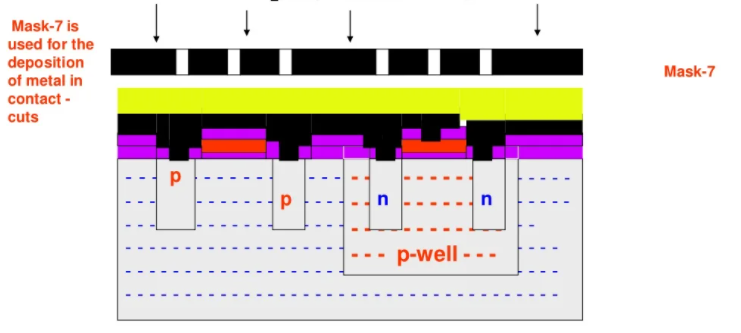 Mask-7 is
used for the
deposition
of metal in
contact -
cuts
Mask-7
p
p
n
n
p-well